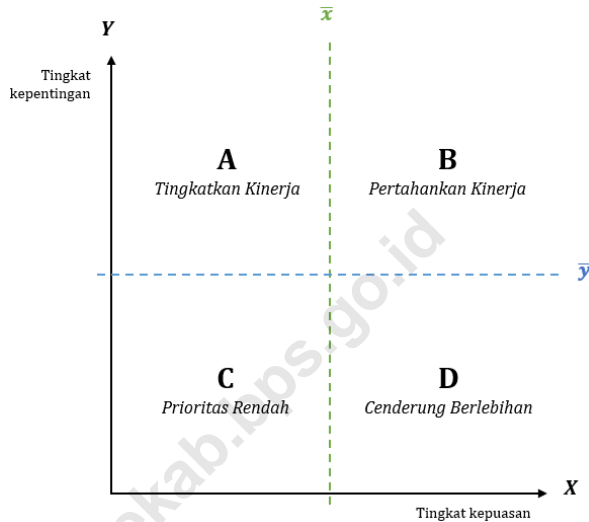 x̅
Y
Tingkat
kepentingan
A
Tingkatkan Kinerja
B
Pertahankan Kinerja
y̅
C
Prioritas Rendah
D
Cenderung Berlebihan
X
Tingkat kepuasan
kab.bps.go.id